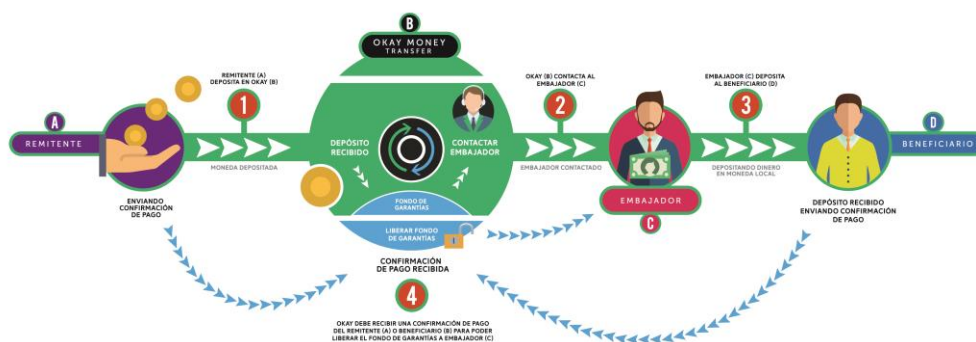 B
OKAY MONEY
TRANSFER
REMITENTE (A)
DEPOSITA EN OKAY (B)
1
OKAY (B) CONTACTA AL
EMBAJADOR (C)
2
EMBAJADOR (C) DEPOSITA
AL BENEFICIARIO (D)
3
A
REMITENTE
MONEDA DEPOSITADA
DEPÓSITO
RECIBIDO
CONTACTAR
EMBAJADOR
EMBAJADOR CONTACTADO
DEPOSITANDO DINERO
EN MONEDA LOCAL
D
BENEFICIARIO
ENVIANDO
CONFIRMACIÓN
DE PAGO
FONDO DE
GARANTÍAS
LIBERAR FONDO
DE GARANTÍAS
EMBAJADOR
C
DEPÓSITO RECIBIDO
ENVIANDO CONFIRMACIÓN
DE PAGO
CONFIRMACIÓN
DE PAGO RECIBIDA
4
OKAY DEBE RECIBIR UNA CONFIRMACIÓN DE PAGO
DEL REMITENTE (A) O BENEFICIARIO (B) PARA PODER
LIBERAR EL FONDO DE GARANTÍAS A EMBAJADOR (C)